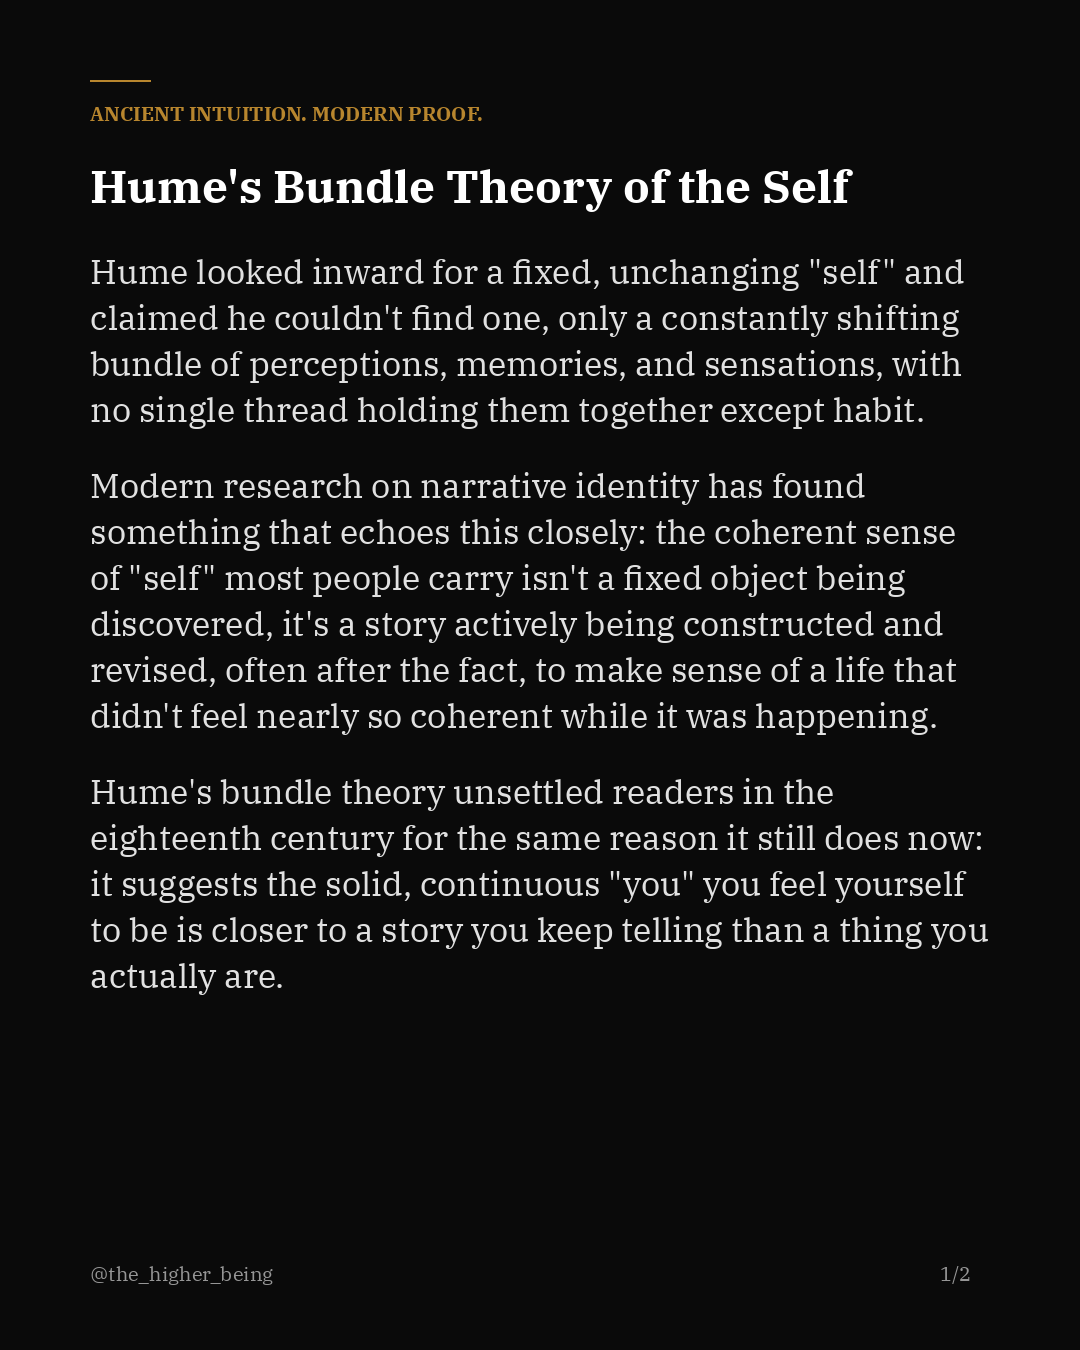 ANCIENT INTUITION. MODERN PROOF.
Hume's Bundle Theory of the Self
Hume looked inward for a fixed, unchanging "self" and
claimed he couldn't find one, only a constantly shifting
bundle of perceptions, memories, and sensations, with
no single thread holding them together except habit.
Modern research on narrative identity has found
something that echoes this closely: the coherent sense
of "self" most people carry isn't a fixed object being
discovered, it's a story actively being constructed and
revised, often after the fact, to make sense of a life that
didn't feel nearly so coherent while it was happening.
Hume's bundle theory unsettled readers in the
eighteenth century for the same reason it still does now:
it suggests the solid, continuous "you" you feel yourself
to be is closer to a story you keep telling than a thing you
actually are.
@the_higher_being
1/2